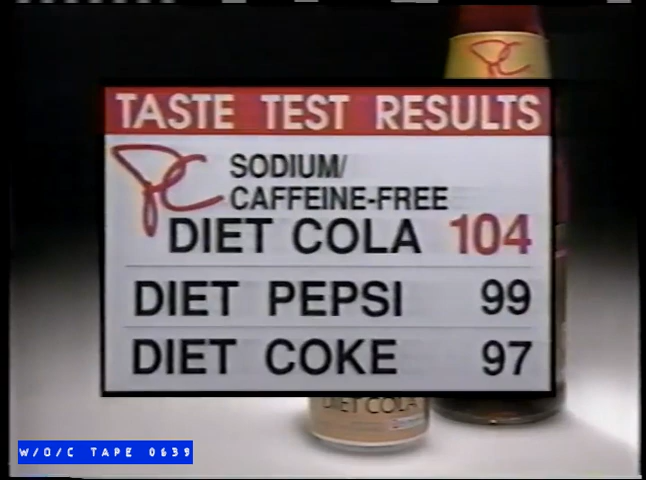 PC
TASTE TEST RESULTS
PC SODIUM/
CAFFEINE-FREE
DIET COLA 104
DIET PEPSI 99
DIET COKE 97
DIET COLA
W/O/C TAPE 0639